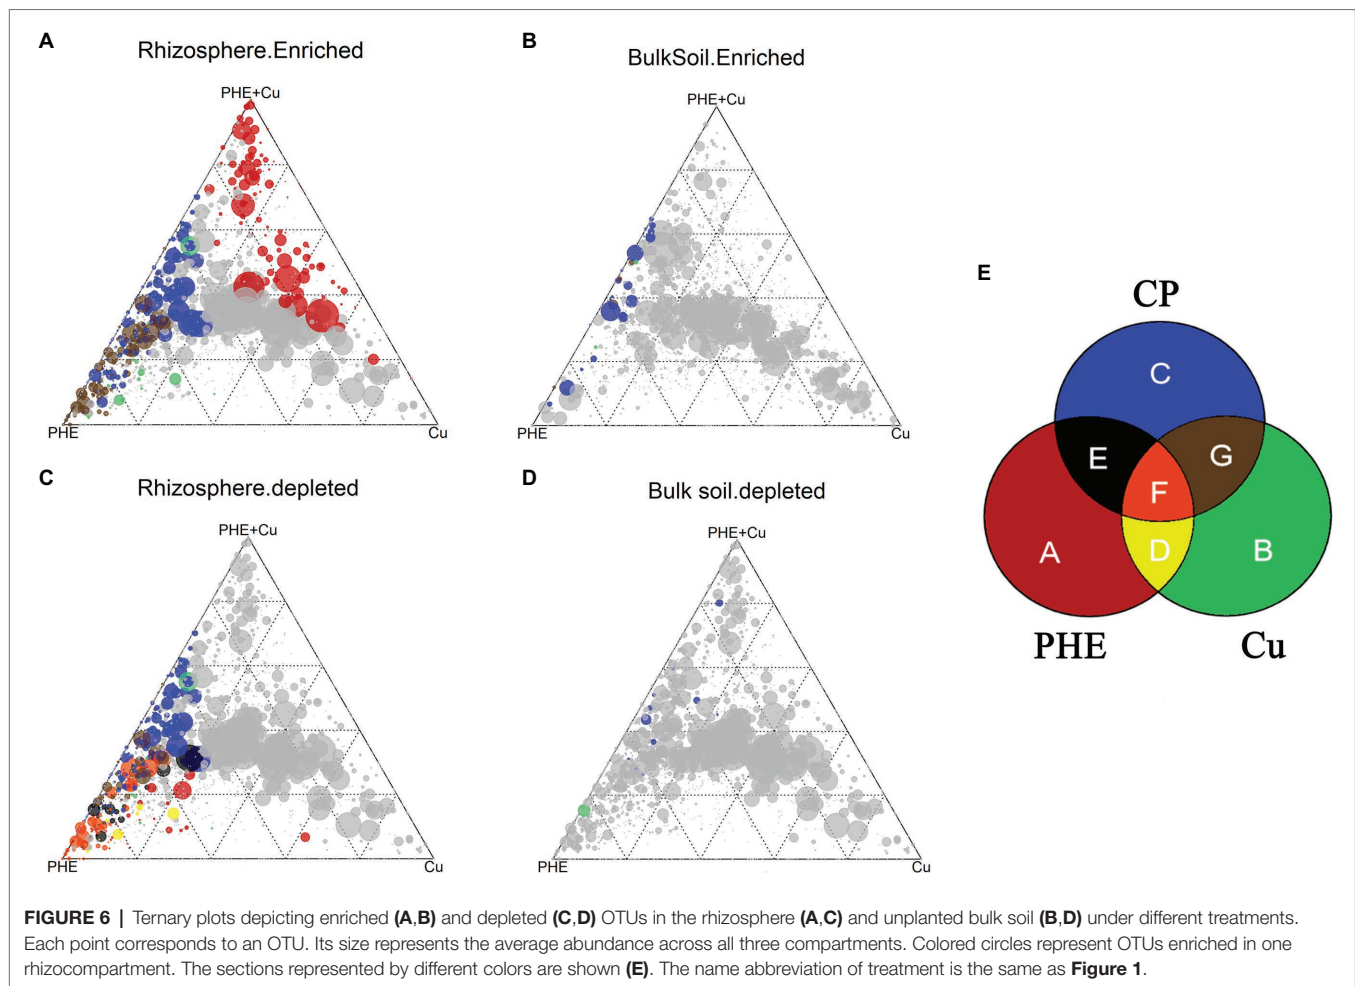 A
Rhizosphere.Enriched
PHE+Cu
PHE
Cu
B
BulkSoil.Enriched
PHE+Cu
PHE
Cu
C
Rhizosphere.depleted
PHE+Cu
PHE
Cu
D
Bulk soil.depleted
PHE+Cu
PHE
Cu
E
CP
C
E
G
F
A
D
B
PHE
Cu
FIGURE 6 | Ternary plots depicting enriched (A,B) and depleted (C,D) OTUs in the rhizosphere (A,C) and unplanted bulk soil (B,D) under different treatments.
Each point corresponds to an OTU. Its size represents the average abundance across all three compartments. Colored circles represent OTUs enriched in one
rhizocompartment. The sections represented by different colors are shown (E). The name abbreviation of treatment is the same as Figure 1.